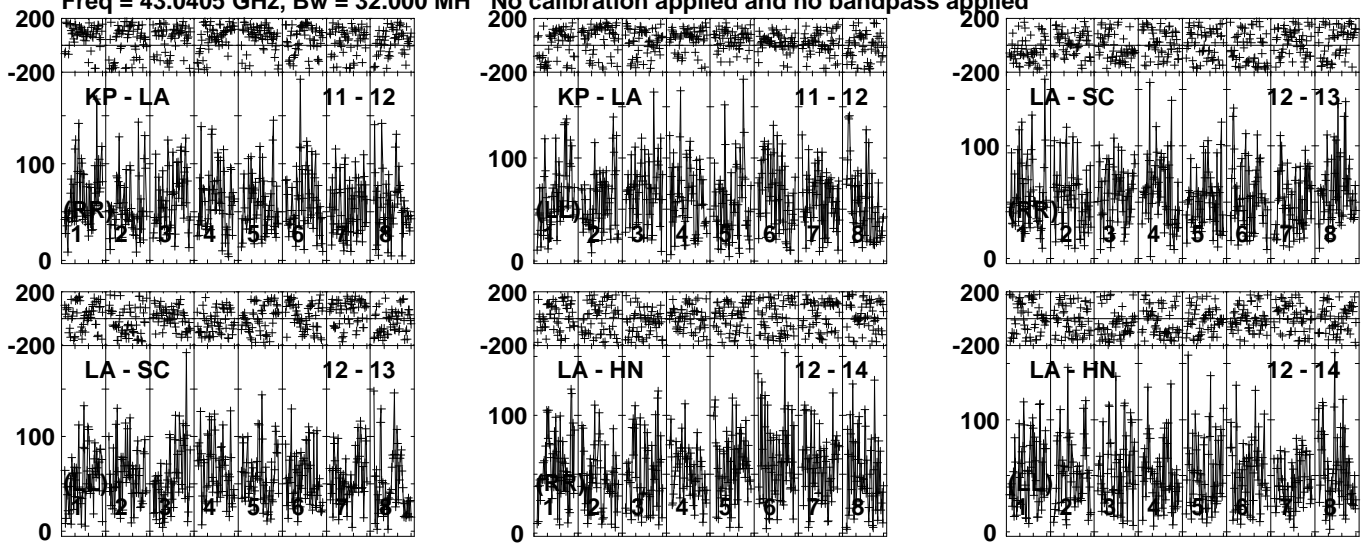 Freq = 43.0405 GHz, Bw = 32.000 MH No calibration applied and no bandpass applied
200
-200
KP - LA 11 - 12
100
(RR)
1 2 3 4 5 6 7 8
0
KP - LA 11 - 12
100
(LL)
1 2 3 4 5 6 7 8
0
200
-200
LA - SC 12 - 13
100
(RR)
1 2 3 4 5 6 7 8
0
200
-200
LA - SC 12 - 13
100
(LL)
1 2 3 4 5 6 7 8
0
LA - HN 12 - 14
100
(RR)
1 2 3 4 5 6 7 8
0
200
-200
LA - HN 12 - 14
100
(LL)
1 2 3 4 5 6 7 8
0